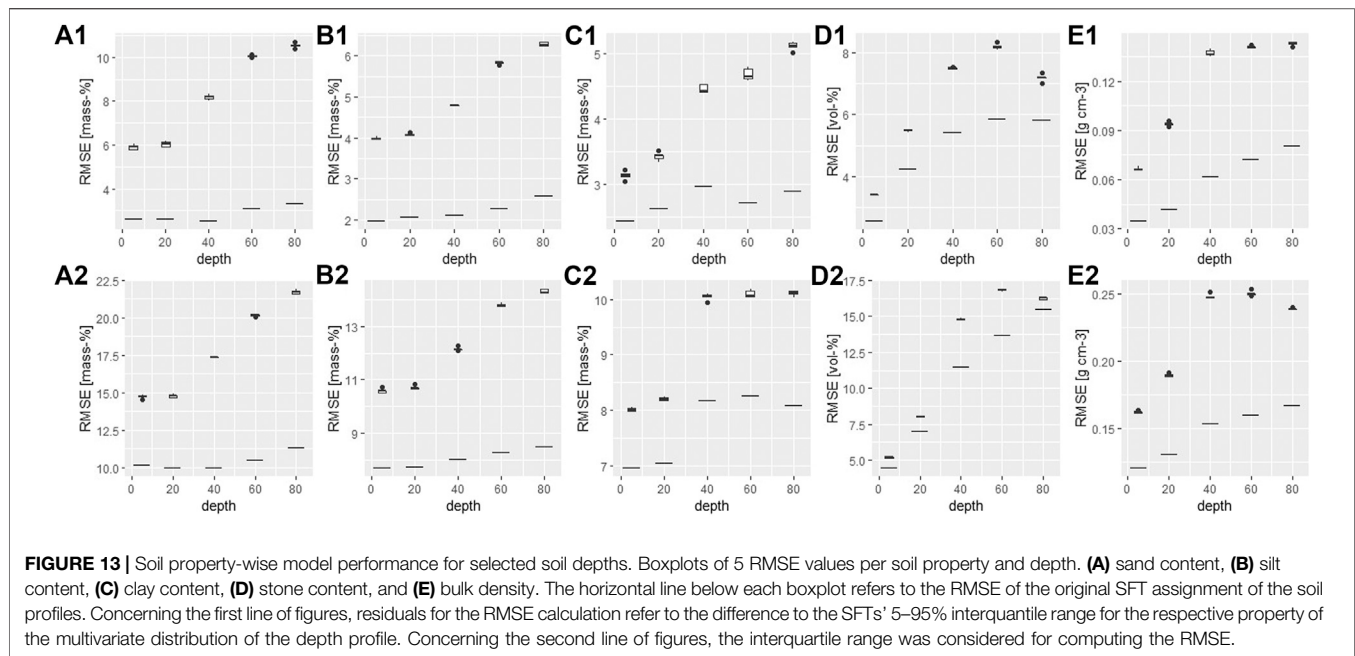 A1 B1 C1 D1 E1
RMSE [mass-%] RMSE [mass-%] RMSE [mass-%] RMSE [vol-%] RMSE [g cm-3]
10 6 5 8 0.12
8 5 6 0.09
6 4 4 0.06
4 3 3 4 0.03
2
0 20 40 60 80 0 20 40 60 80 0 20 40 60 80 0 20 40 60 80 0 20 40 60 80
depth depth depth depth depth
A2 B2 C2 D2 E2
RMSE [mass-%] RMSE [mass-%] RMSE [mass-%] RMSE [vol-%] RMSE [g cm-3]
22.5 13 10 17.5 0.25
20.0 11 9 15.0 0.20
17.5 9 8 12.5 0.15
15.0 7 10.0
12.5 7.5
10.0 5.0
0 20 40 60 80 0 20 40 60 80 0 20 40 60 80 0 20 40 60 80 0 20 40 60 80
depth depth depth depth depth
FIGURE 13 | Soil property-wise model performance for selected soil depths. Boxplots of 5 RMSE values per soil property and depth. (A) sand content, (B) silt
content, (C) clay content, (D) stone content, and (E) bulk density. The horizontal line below each boxplot refers to the RMSE of the original SFT assignment of the soil
profiles. Concerning the first line of figures, residuals for the RMSE calculation refer to the difference to the SFTs' 5–95% interquantile range for the respective property of
the multivariate distribution of the depth profile. Concerning the second line of figures, the interquartile range was considered for computing the RMSE.